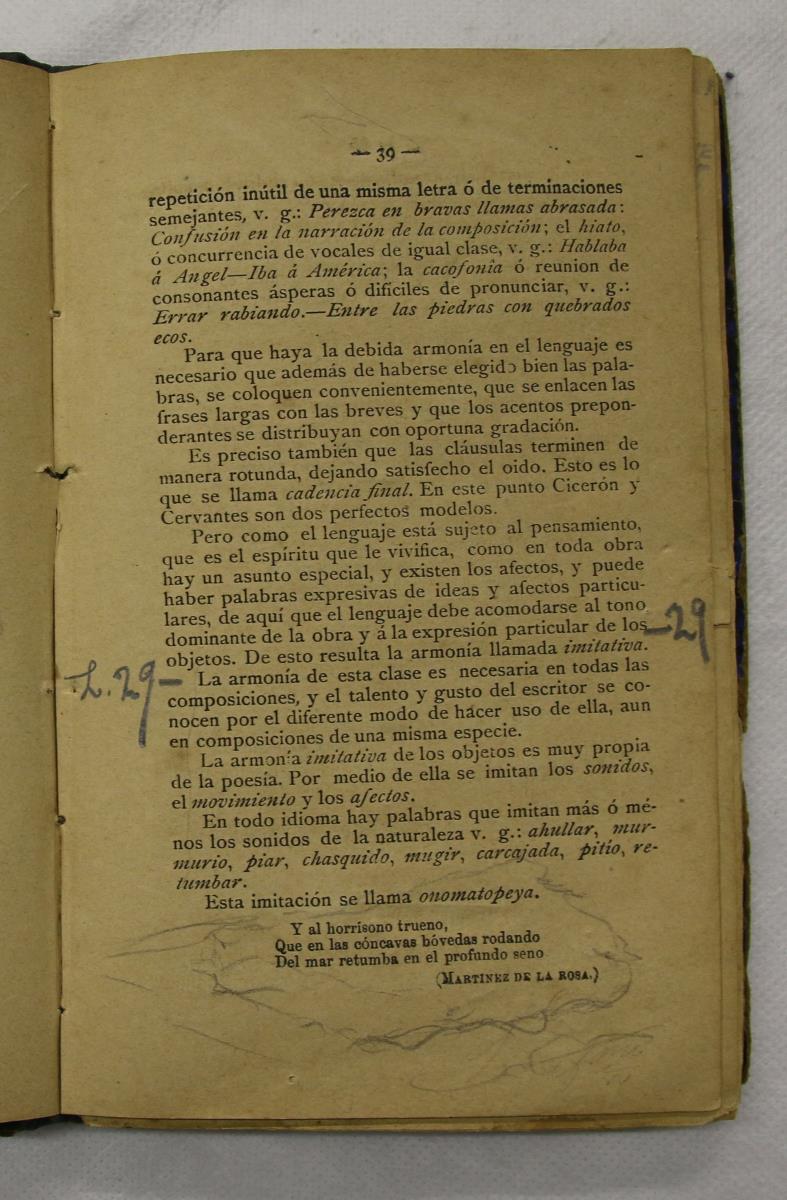 — 39 —
repetición inútil de una misma letra ó de terminaciones
semejantes, v. g.: Perezca en bravas llamas abrasada:
Confusión en la narración de la composición; el hiato,
ó concurrencia de vocales de igual clase, v. g.: Hablaba
á Angel—Iba á América; la cacofonia ó reunion de
consonantes ásperas ó difíciles de pronunciar, v. g.:
Errar rabiando.—Entre las piedras con quebrados
ecos.
Para que haya la debida armonía en el lenguaje es
necesario que además de haberse elegido bien las pala-
bras, se coloquen convenientemente, que se enlacen las
frases largas con las breves y que los acentos prepon-
derantes se distribuyan con oportuna gradación.
Es preciso también que las cláusulas terminen de
manera rotunda, dejando satisfecho el oido. Esto es lo
que se llama cadencia final. En este punto Cicerón y
Cervantes son dos perfectos modelos.
Pero como el lenguaje está sujeto al pensamiento,
que es el espíritu que le vivifica, como en toda obra
hay un asunto especial, y existen los afectos, y puede
haber palabras expresivas de ideas y afectos particu-
lares, de aquí que el lenguaje debe acomodarse al tono
dominante de la obra y á la expresión particular de los
objetos. De esto resulta la armonía llamada imitativa.
—29—
L. 29—
La armonía de esta clase es necesaria en todas las
composiciones, y el talento y gusto del escritor se co-
nocen por el diferente modo de hacer uso de ella, aun
en composiciones de una misma especie.
La armonía imitativa de los objetos es muy propia
de la poesía. Por medio de ella se imitan los sonidos,
el movimiento y los afectos.
En todo idioma hay palabras que imitan más ó mé-
nos los sonidos de la naturaleza v. g.: ahullar, mur-
murio, piar, chasquido, mugir, carcajada, pitio, re-
tumbar.
Esta imitación se llama onomatopeya.
Y al horrísono trueno,
Que en las cóncavas bóvedas rodando
Del mar retumba en el profundo seno
(MARTINEZ DE LA ROSA.)